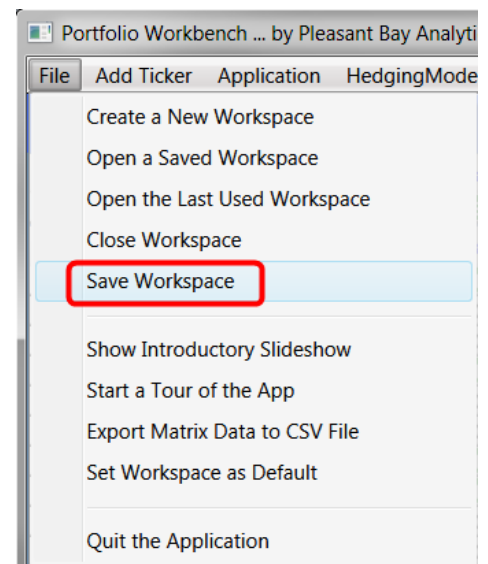 Portfolio Workbench ... by Pleasant Bay Analyti
File Add Ticker Application HedgingMode
Create a New Workspace
Open a Saved Workspace
Open the Last Used Workspace
Close Workspace
Save Workspace
Show Introductory Slideshow
Start a Tour of the App
Export Matrix Data to CSV File
Set Workspace as Default
Quit the Application